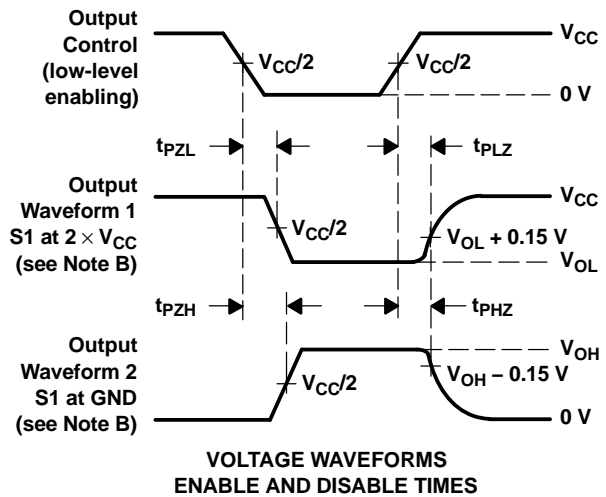 Output
Control
(low-level
enabling)
VCC/2
VCC/2
VCC
0 V
tPZL
tPLZ
Output
Waveform 1
S1 at 2 × VCC
(see Note B)
VCC/2
VCC
VOL + 0.15 V
VOL
tPZH
tPHZ
Output
Waveform 2
S1 at GND
(see Note B)
VCC/2
VOH
VOH – 0.15 V
0 V
VOLTAGE WAVEFORMS
ENABLE AND DISABLE TIMES